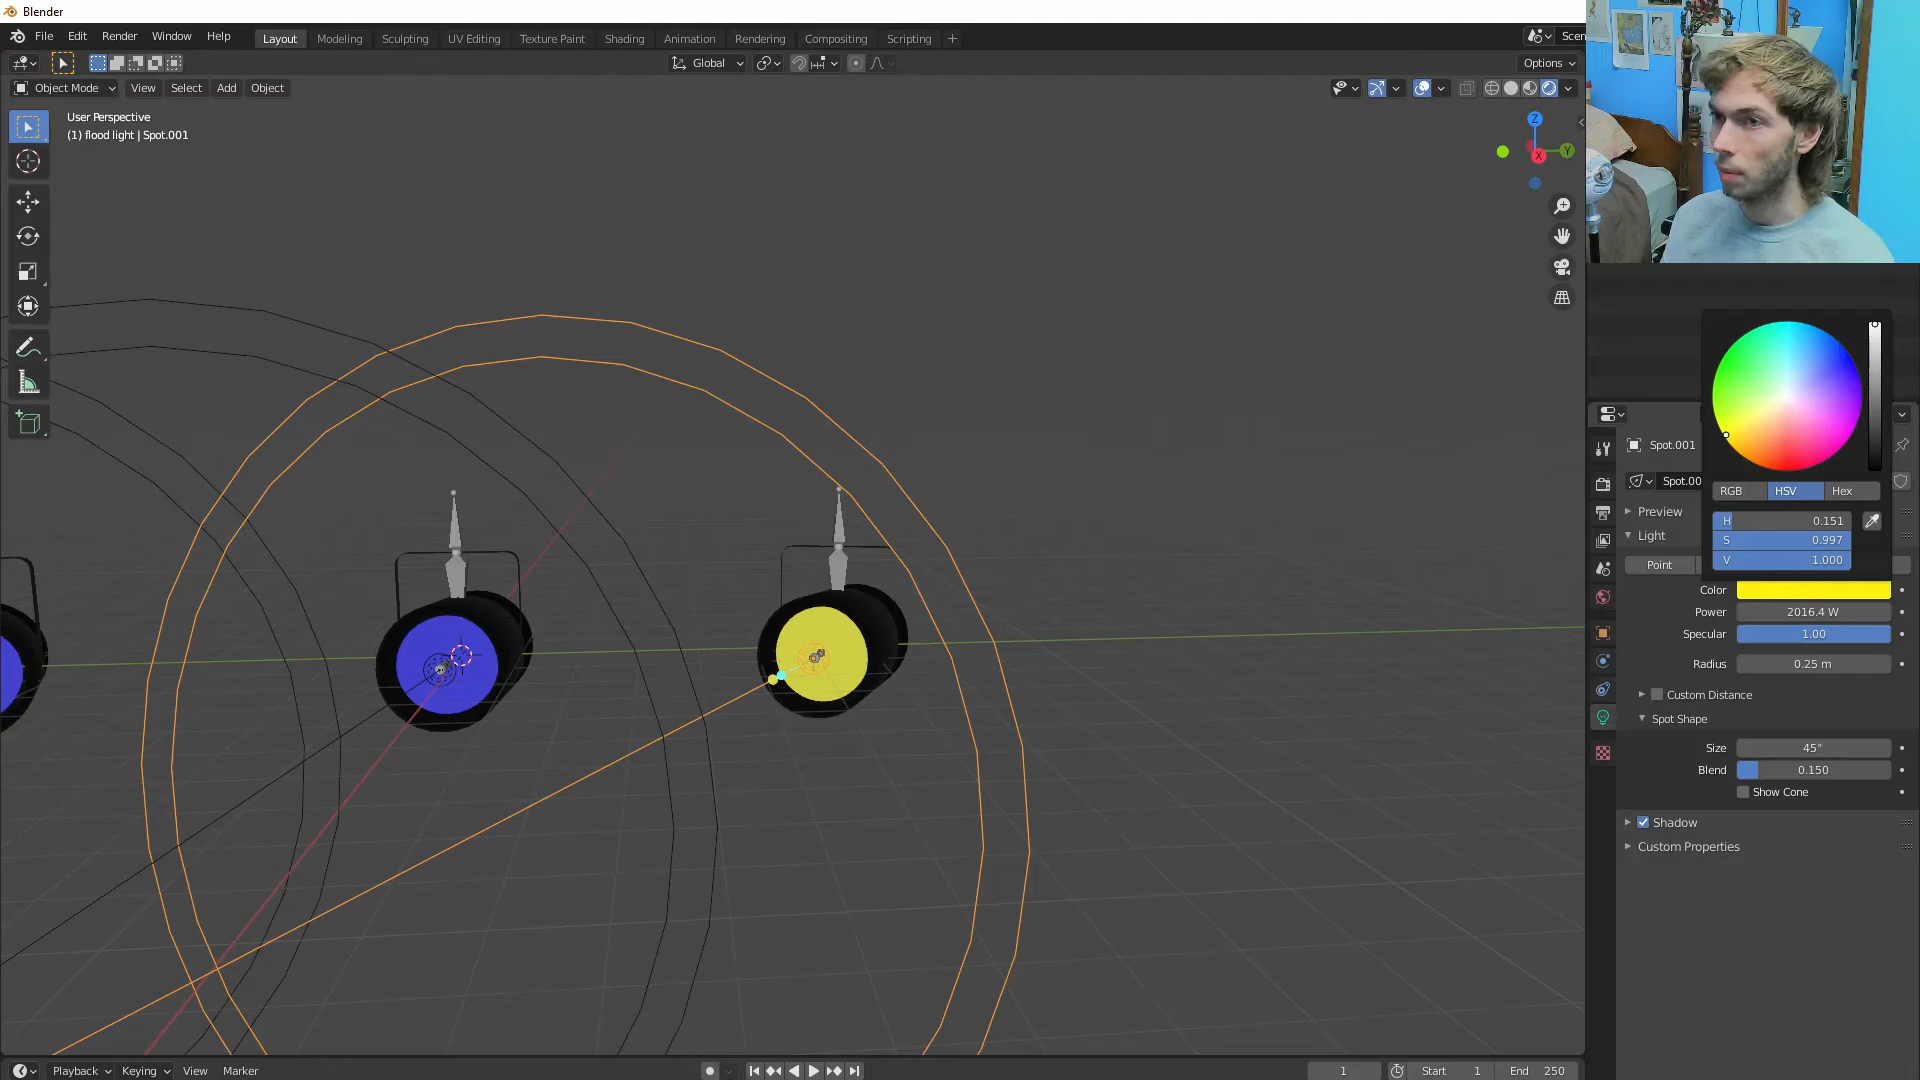 Blender
File Edit Render Window Help
Layout Modeling Sculpting UV Editing Texture Paint Shading Animation Rendering Compositing Scripting +
Scen
Global
Options
Object Mode View Select Add Object
User Perspective
(1) flood light | Spot.001
Z
X
Y
RGB HSV Hex
H 0.151
S 0.997
V 1.000
Spot.001
Spot.00
Preview
Light
Point
Color
Power 2016.4 W
Specular 1.00
Radius 0.25 m
Custom Distance
Spot Shape
Size 45°
Blend 0.150
Show Cone
Shadow
Custom Properties
Playback Keying View Marker
1
Start 1
End 250